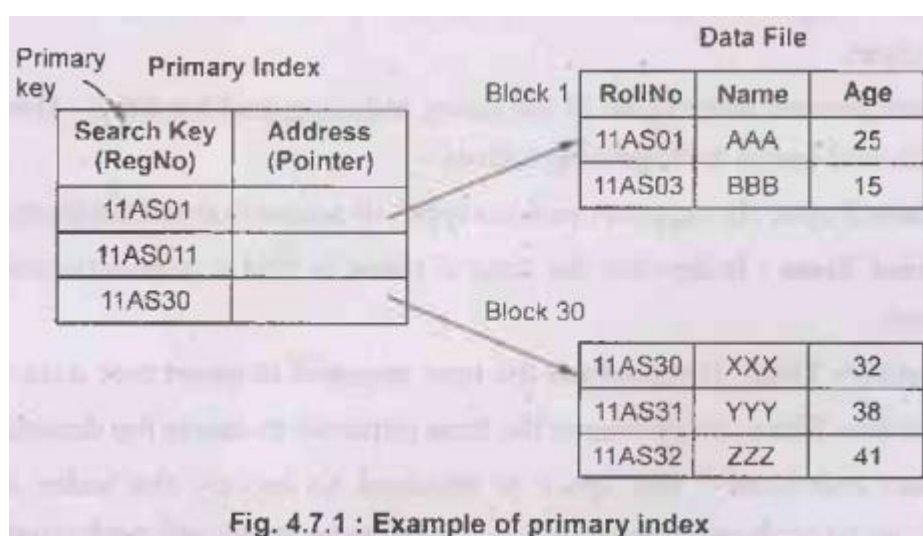 Primary key
Primary Index
Data File
Search Key (RegNo)
Address (Pointer)
11AS01
11AS011
11AS30
Block 1
RollNo Name Age
11AS01 AAA 25
11AS03 BBB 15
Block 30
11AS30 XXX 32
11AS31 YYY 38
11AS32 ZZZ 41
Fig. 4.7.1 : Example of primary index